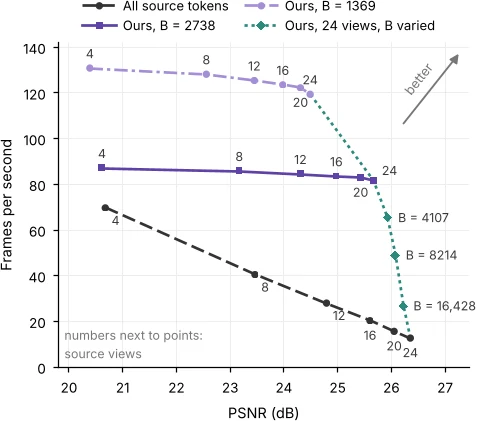 All source tokens
Ours, B = 1369
Ours, B = 2738
Ours, 24 views, B varied
Frames per second
140
120
100
80
60
40
20
0
4
8
12
16
20
24
4
8
12
16
20
24
4
8
12
16
20
24
better
B = 4107
B = 8214
B = 16,428
numbers next to points:
source views
20
21
22
23
24
25
26
27
PSNR (dB)